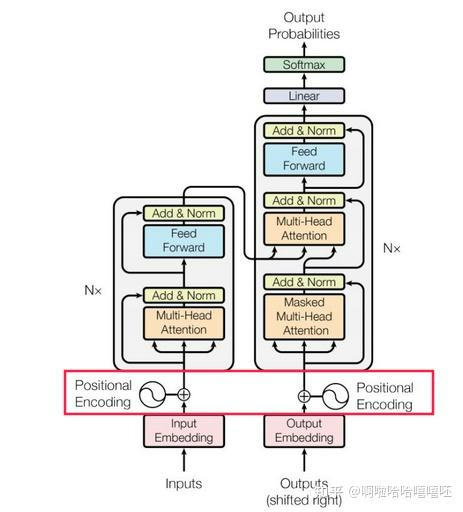 Output
Probabilities
Softmax
Linear
Add & Norm
Feed
Forward
Add & Norm
Multi-Head
Attention
Add & Norm
Masked
Multi-Head
Attention
N×
Add & Norm
Feed
Forward
Add & Norm
Multi-Head
Attention
N×
Positional
Encoding
Positional
Encoding
Input
Embedding
Output
Embedding
Inputs
Outputs
(shifted right)
知乎 @啊啦哈哈嘻嘻呸